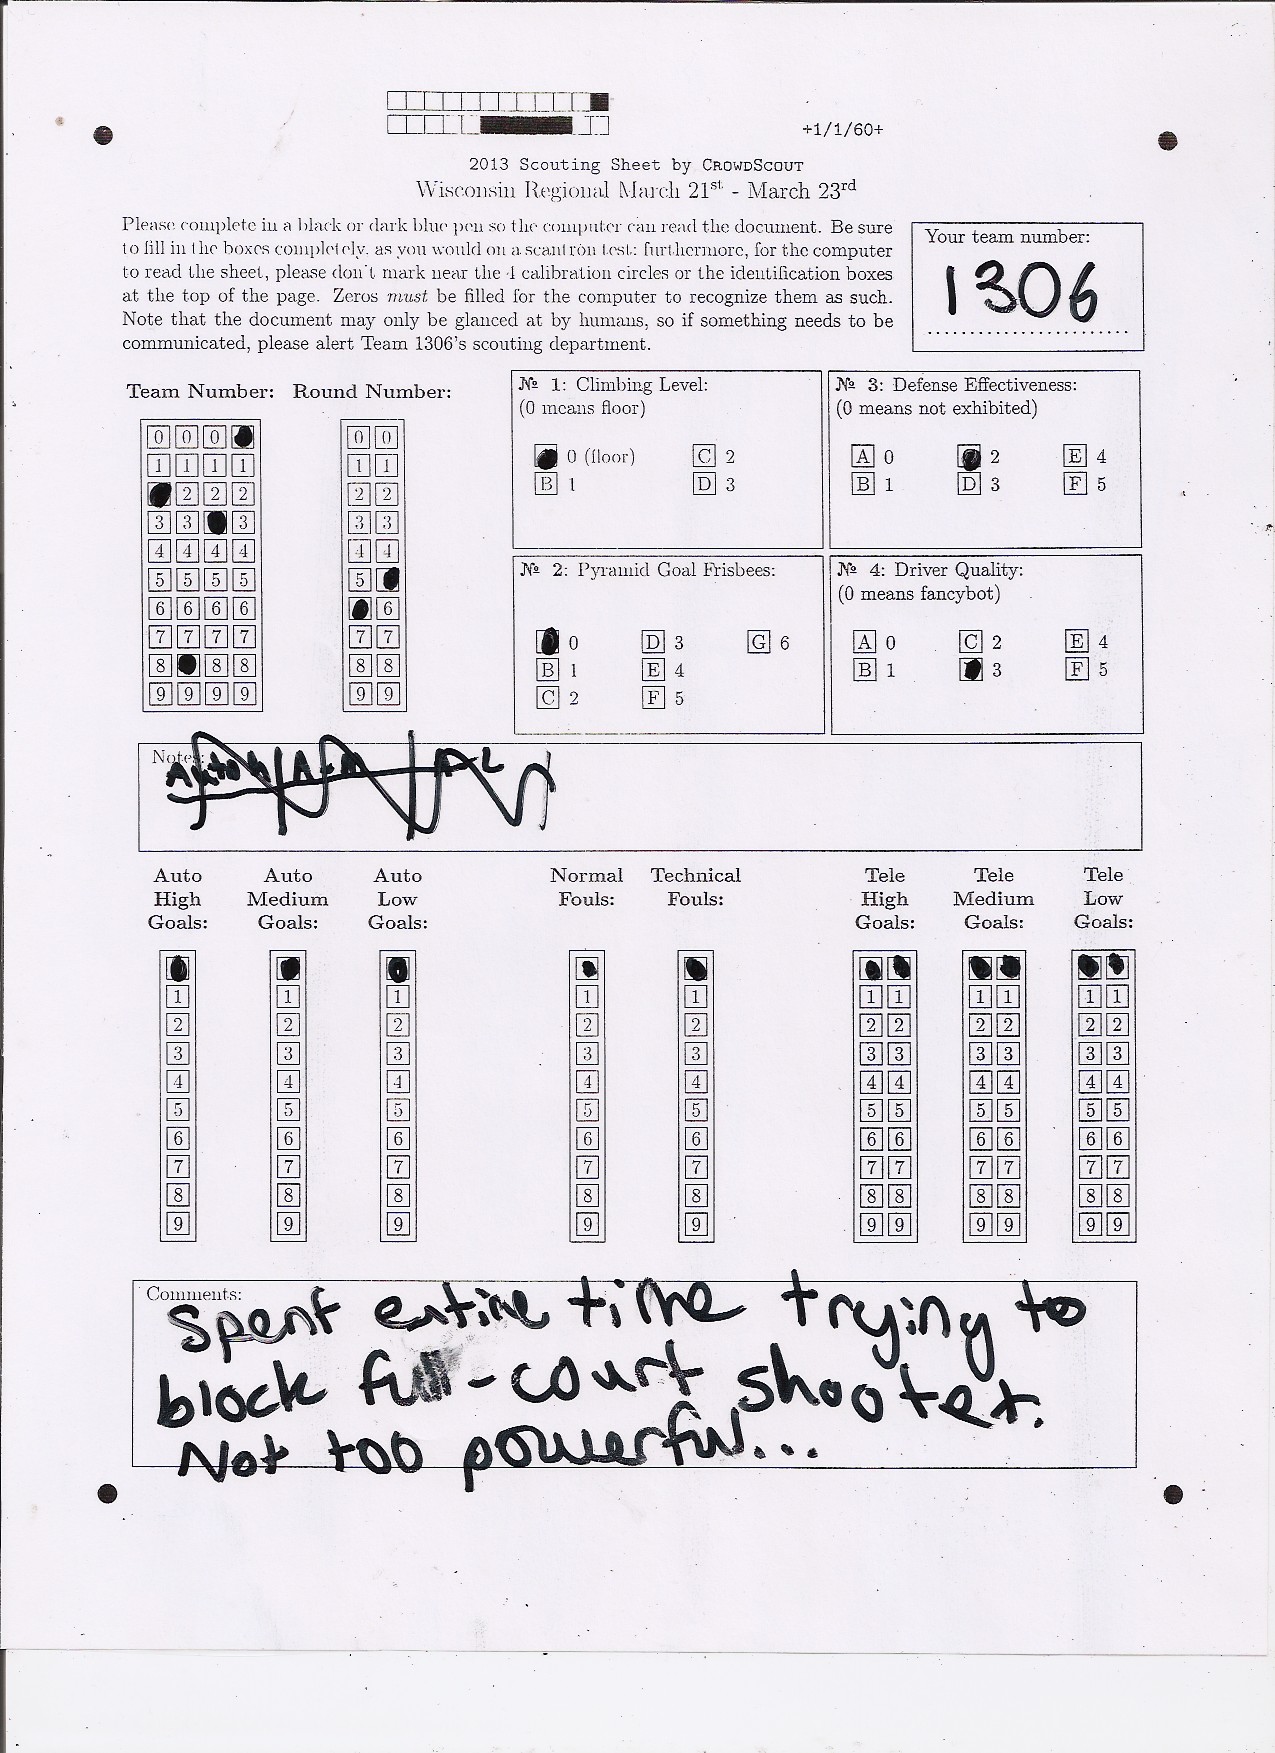 +1/1/60+
2013 Scouting Sheet by CROWDSCOUT
Wisconsin Regional March 21st - March 23rd
Please complete in a black or dark blue pen so the computer can read the document. Be sure
to fill in the boxes completely, as you would on a scantron test; furthermore, for the computer
to read the sheet, please don't mark near the 4 calibration circles or the identification boxes
at the top of the page. Zeros must be filled for the computer to recognize them as such.
Note that the document may only be glanced at by humans, so if something needs to be
communicated, please alert Team 1306's scouting department.
Your team number:
1306
Team Number: Round Number:
0 0 0 0 0
1 1 1 1 1 1
2 2 2 2 2
3 3 3 3 3
4 4 4 4 4 4
5 5 5 5 5
6 6 6 6 6
7 7 7 7 7 7
8 8 8 8 8
9 9 9 9 9 9
№ 1: Climbing Level:
(0 means floor)
0 (floor) C 2
B 1 D 3
№ 3: Defense Effectiveness:
(0 means not exhibited)
A 0 2 E 4
B 1 D 3 F 5
№ 2: Pyramid Goal Frisbees:
0 D 3 G 6
B 1 E 4
C 2 F 5
№ 4: Driver Quality:
(0 means fancybot)
A 0 C 2 E 4
B 1 3 F 5
Notes:
Auto High Goals: Auto Medium Goals: Auto Low Goals: Normal Fouls: Technical Fouls: Tele High Goals: Tele Medium Goals: Tele Low Goals:
1 1 1 1 1 1 1 1 1 1 1
2 2 2 2 2 2 2 2 2 2 2
3 3 3 3 3 3 3 3 3 3 3
4 4 4 4 4 4 4 4 4 4 4
5 5 5 5 5 5 5 5 5 5 5
6 6 6 6 6 6 6 6 6 6 6
7 7 7 7 7 7 7 7 7 7 7
8 8 8 8 8 8 8 8 8 8 8
9 9 9 9 9 9 9 9 9 9 9
Comments:
Spent entire time trying to
block full-court shooter.
Not too powerful...